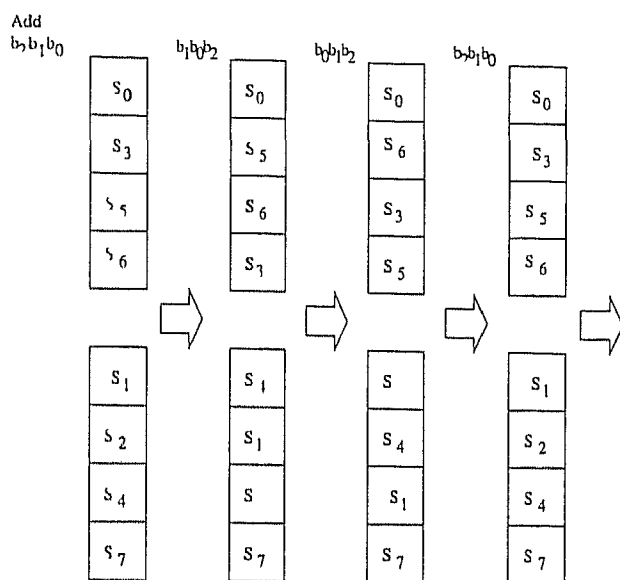 Add
b₂b₁b₀ b₁b₀b₂ b₀b₁b₂ b₂b₁b₀
S₀ S₀ S₀ S₀
S₃ S₅ S₆ S₃
S₅ S₆ S₃ S₅
S₆ S₃ S₅ S₆
S₁ S₁ S S₁
S₂ S₁ S₄ S₂
S₄ S S₁ S₄
S₇ S₇ S₇ S₇